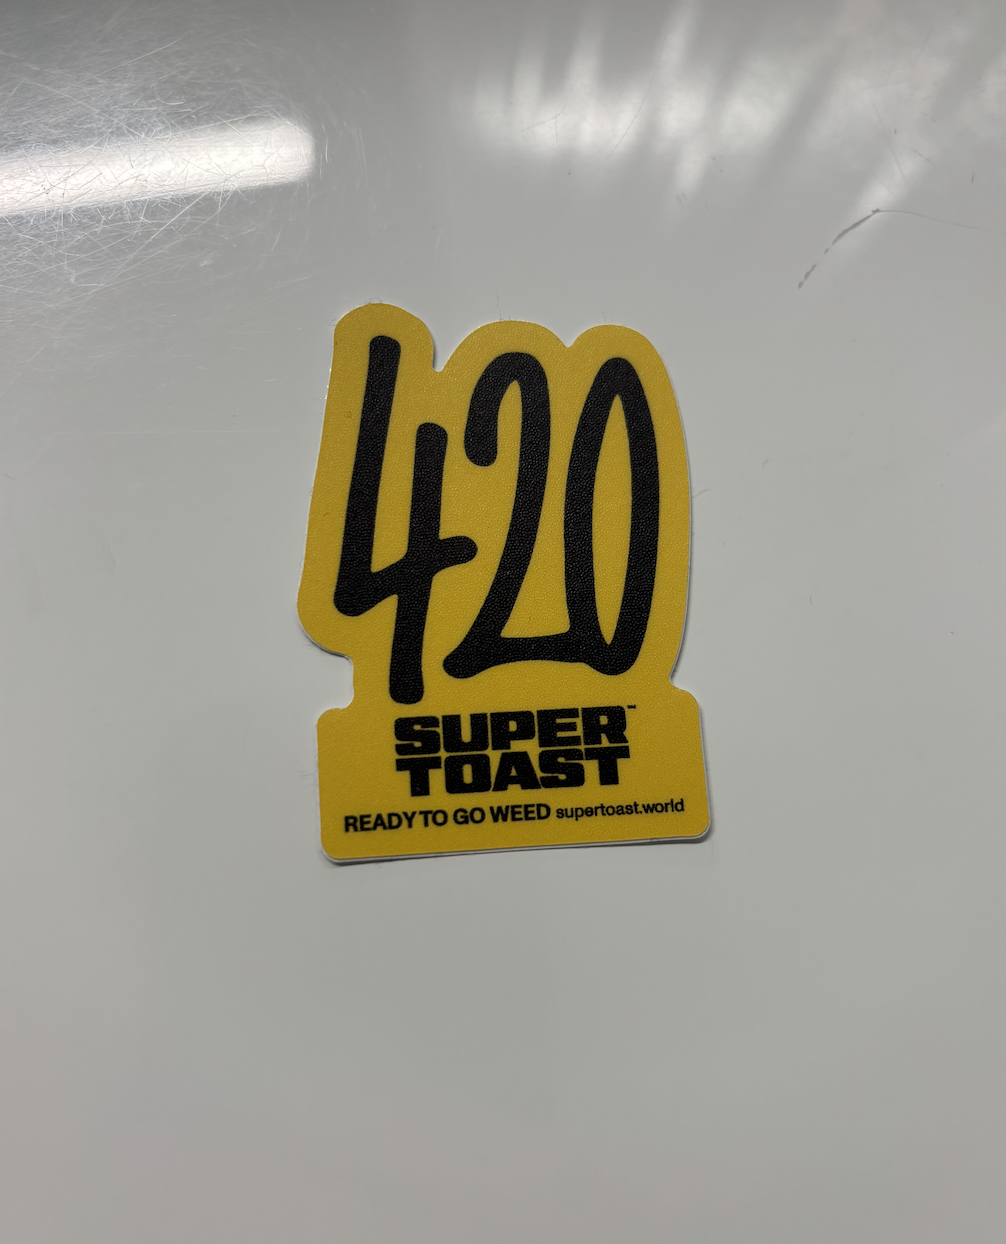 420
SUPER™
TOAST
READY TO GO WEED supertoast.world